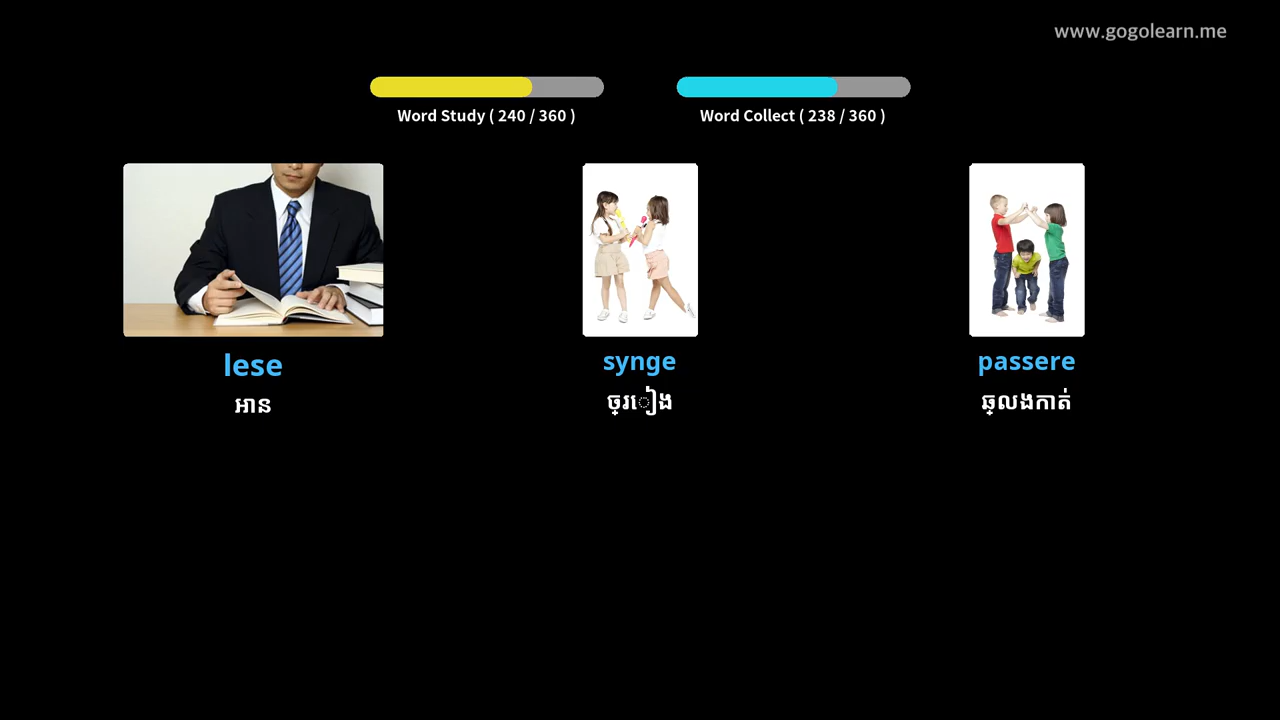 www.gogolearn.me
Word Study ( 240 / 360 )
Word Collect ( 238 / 360 )
lese
synge
passere
អាន
ច្រៀង
ឆ្លងកាត់